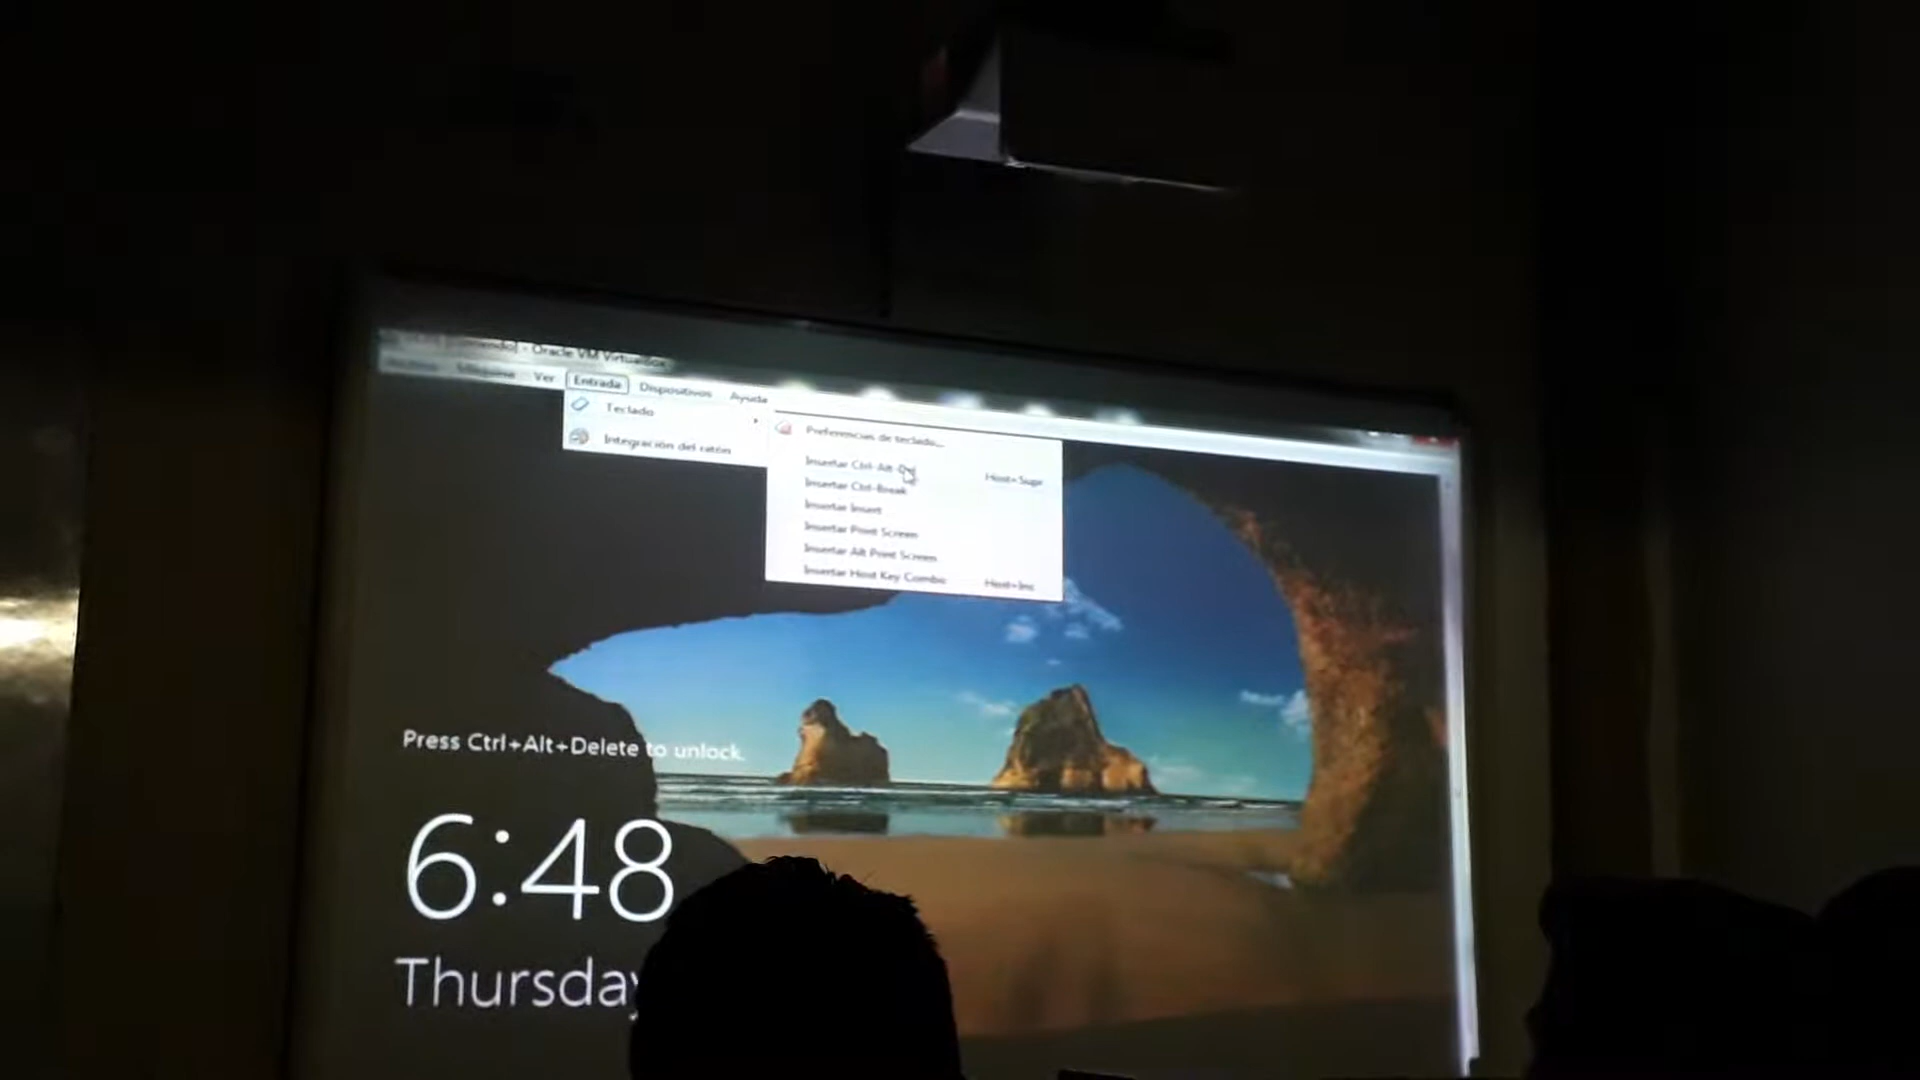 - Oracle VM VirtualBox
Máquina Ver Entrada Dispositivos Ayuda
Teclado
Integración del ratón
Preferencias de teclado...
Insertar Ctrl-Alt-Del Host+Supr
Insertar Ctrl-Break
Insertar Insert
Insertar Print Screen
Insertar Alt Print Screen
Insertar Host Key Combo Host+Ins
Press Ctrl+Alt+Delete to unlock.
6:48
Thursday